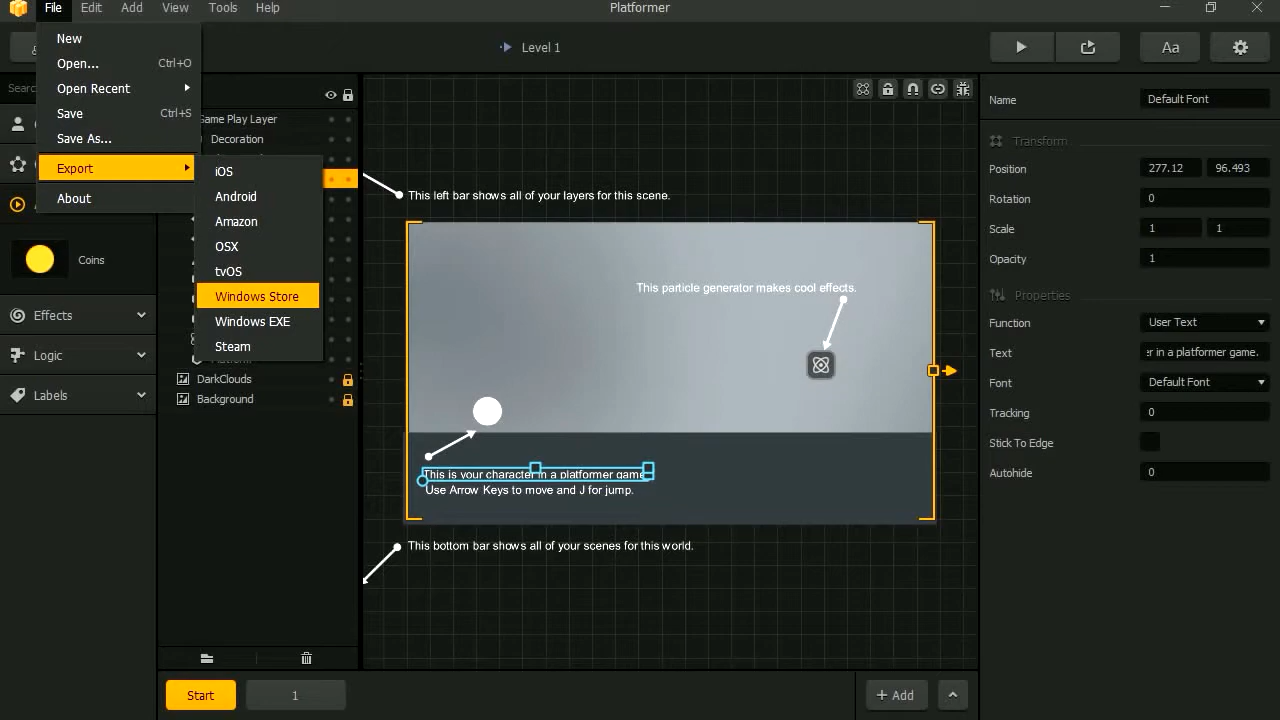 File Edit Add View Tools Help
Platformer
Level 1
Aa
New
Open... Ctrl+O
Open Recent
Save Ctrl+S
Save As...
Export
About
iOS
Android
Amazon
OSX
tvOS
Windows Store
Windows EXE
Steam
Game Play Layer
Decoration
DarkClouds
Background
Coins
Effects
Logic
Labels
This left bar shows all of your layers for this scene.
This particle generator makes cool effects.
This is your character in a platformer game
Use Arrow Keys to move and J for jump.
This bottom bar shows all of your scenes for this world.
Name Default Font
Transform
Position 277.12 96.493
Rotation 0
Scale 1 1
Opacity 1
Properties
Function User Text
Text er in a platformer game.
Font Default Font
Tracking 0
Stick To Edge
Autohide 0
Start 1 + Add